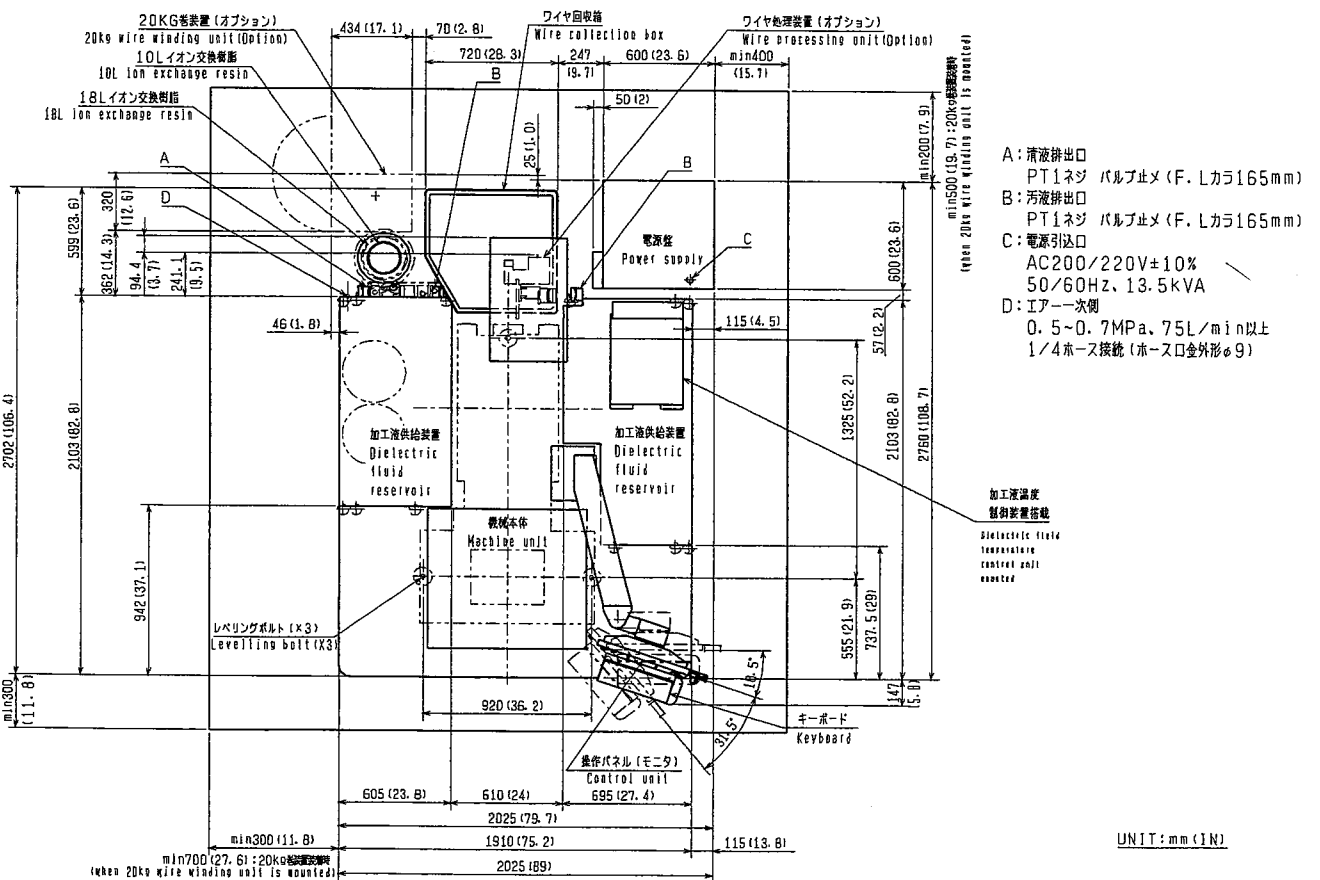 20KG巻装置(オプション)
20kg wire winding unit(Option)
10Lイオン交換樹脂
10L ion exchange resin
18Lイオン交換樹脂
18L ion exchange resin
434(17.1)
70(2.8)
ワイヤ回収箱
Wire collection box
720(28.3)
B
247
(9.7)
ワイヤ処理装置(オプション)
Wire processing unit(Option)
600(23.6)
min400
(15.7)
50(2)
25(1.0)
B
A
D
min200(7.9)
min500(19.7):20kg巻装置装着時
(when 20kg wire winding unit is mounted)
320
(12.6)
599(23.6)
362(14.3)
94.4
(3.7)
241.1
(9.5)
電源盤
Power supply
C
600(23.6)
57(2.2)
46(1.8)
115(4.5)
A:清液排出口
PT1ネジ バルブ止メ(F.Lカラ165mm)
B:汚液排出口
PT1ネジ バルブ止メ(F.Lカラ165mm)
C:電源引込口
AC200/220V±10%
50/60Hz、13.5kVA
D:エアー一次側
0.5~0.7MPa、75L/min以上
1/4ホース接続(ホース口金外形φ9)
2702(106.4)
2103(82.8)
1325(52.2)
2103(82.8)
2760(108.7)
加工液供給装置
Dielectric
fluid
reservoir
加工液供給装置
Dielectric
fluid
reservoir
加工液温度
制御装置搭載
Dielectric fluid
temperature
control unit
mounted
機械本体
Machine unit
942(37.1)
レベリングボルト(×3)
Levelling bolt(X3)
555(21.9)
737.5(29)
min300
(11.8)
920(36.2)
18.5°
31.5°
147
(5.8)
キーボード
Keyboard
操作パネル(モニタ)
Control unit
605(23.8)
610(24)
695(27.4)
2025(79.7)
min300(11.8)
1910(75.2)
115(13.8)
min700(27.6):20kg巻装置装着時
(when 20kg wire winding unit is mounted)
2025(89)
UNIT:mm(IN)